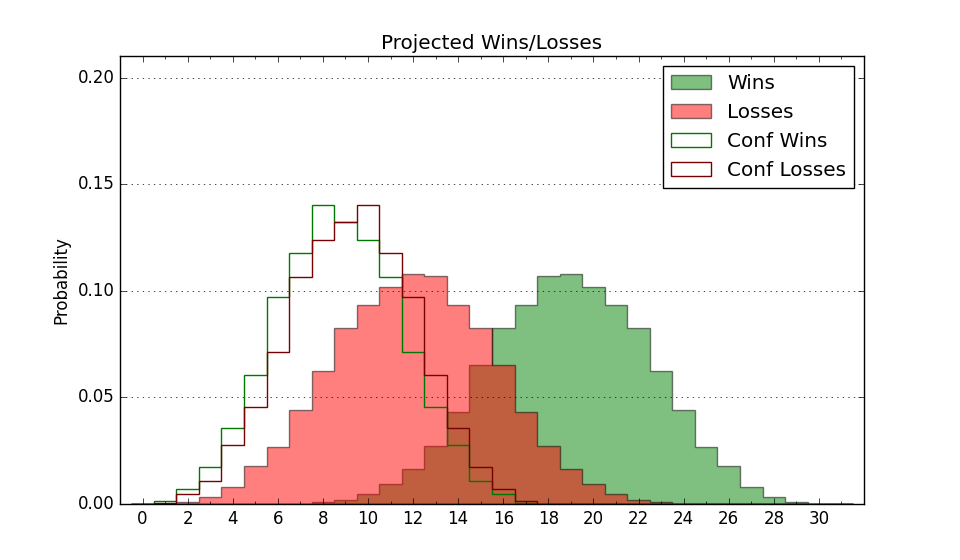 Projected Wins/Losses
Wins
Losses
Conf Wins
Conf Losses
Probability
0.20
0.15
0.10
0.05
0.00
0 2 4 6 8 10 12 14 16 18 20 22 24 26 28 30